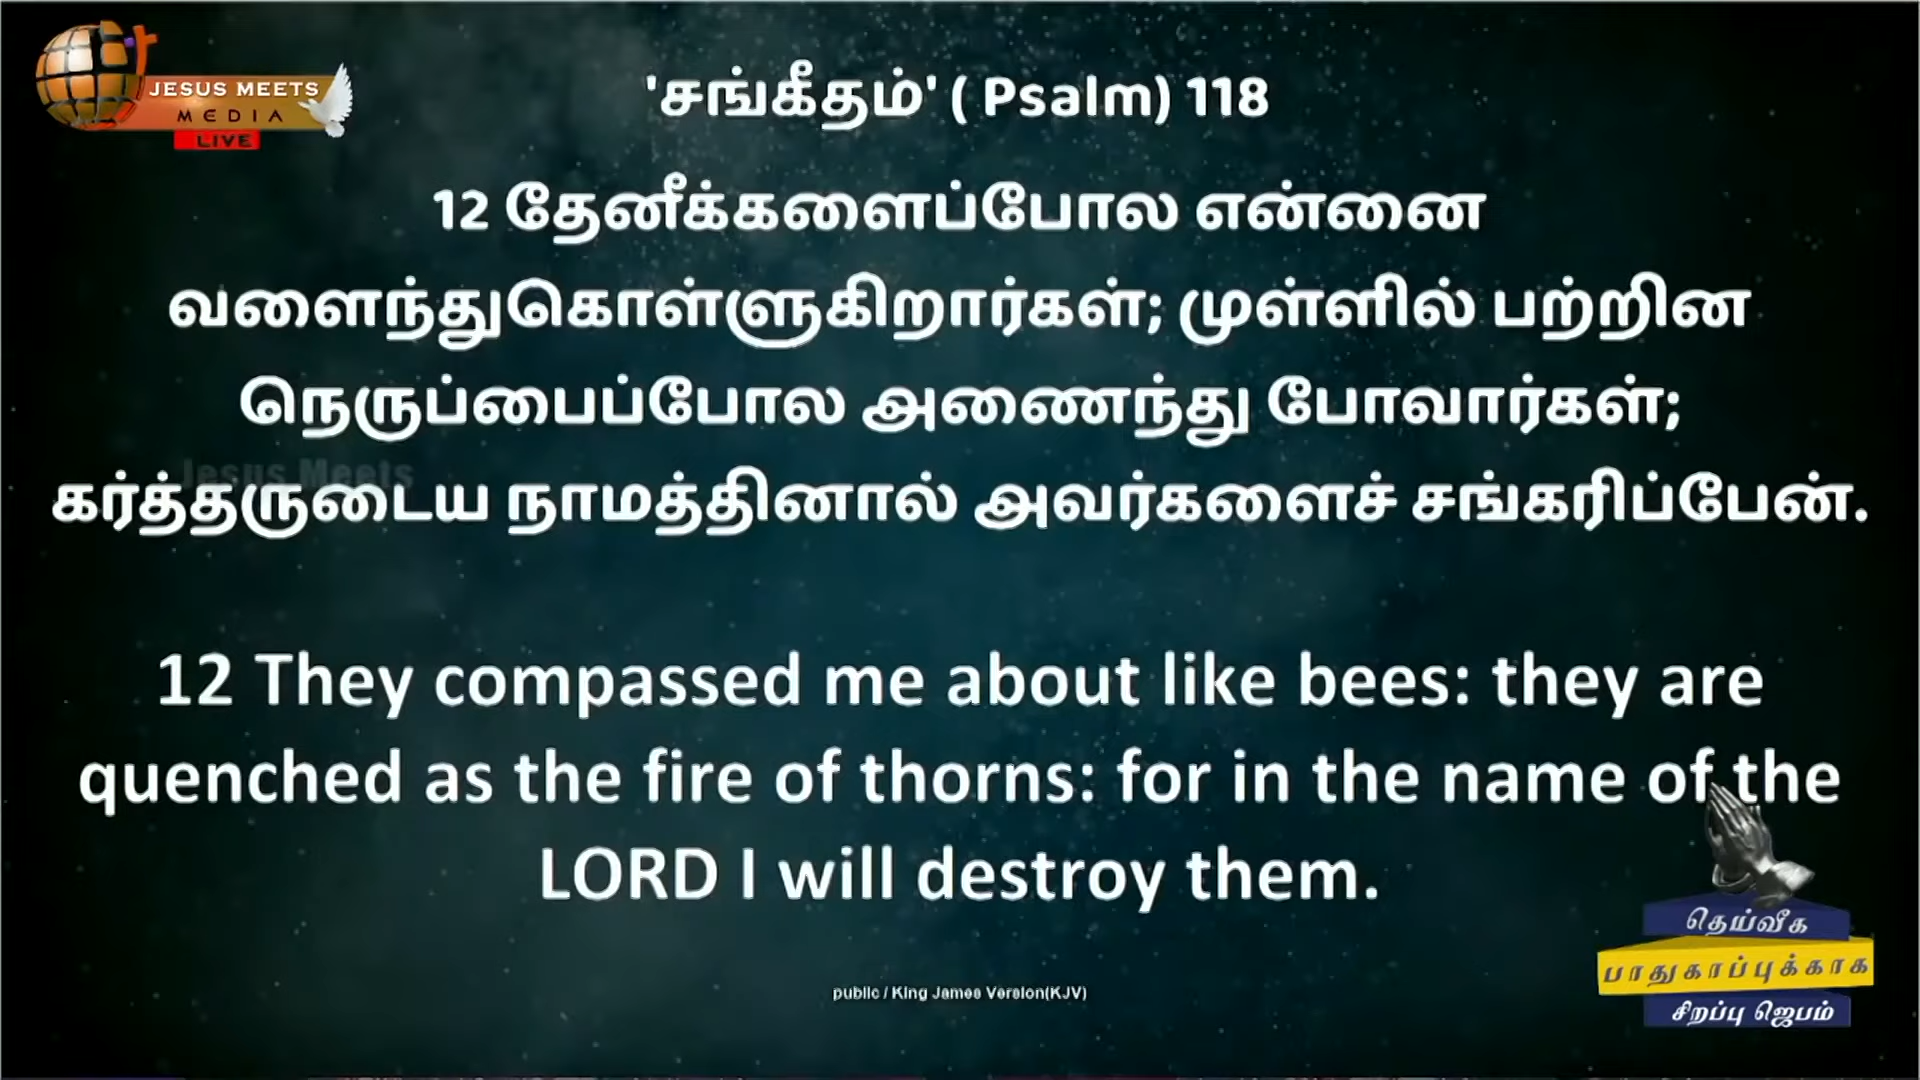 JESUS MEETS
MEDIA
LIVE
'சங்கீதம்' ( Psalm) 118
12 தேனீக்களைப்போல என்னை
வளைந்துகொள்ளுகிறார்கள்; முள்ளில் பற்றின
நெருப்பைப்போல அணைந்து போவார்கள்;
Jesus Meets
கர்த்தருடைய நாமத்தினால் அவர்களைச் சங்கரிப்பேன்.
12 They compassed me about like bees: they are
quenched as the fire of thorns: for in the name of the
LORD I will destroy them.
தெய்வீக
பாதுகாப்புக்காக
சிறப்பு ஜெபம்
public / King James Version(KJV)